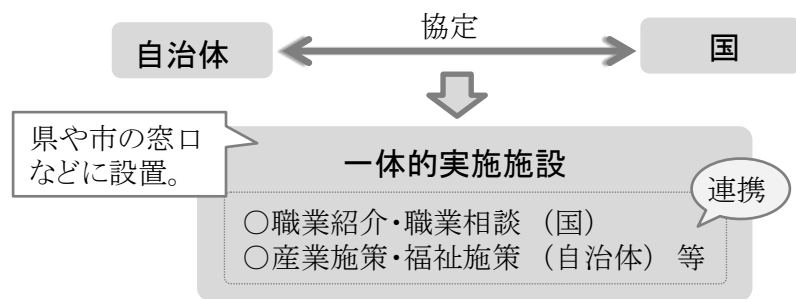 協定
自治体
国
県や市の窓口
などに設置。
一体的実施施設
連携
○職業紹介・職業相談 (国)
○産業施策・福祉施策 (自治体) 等